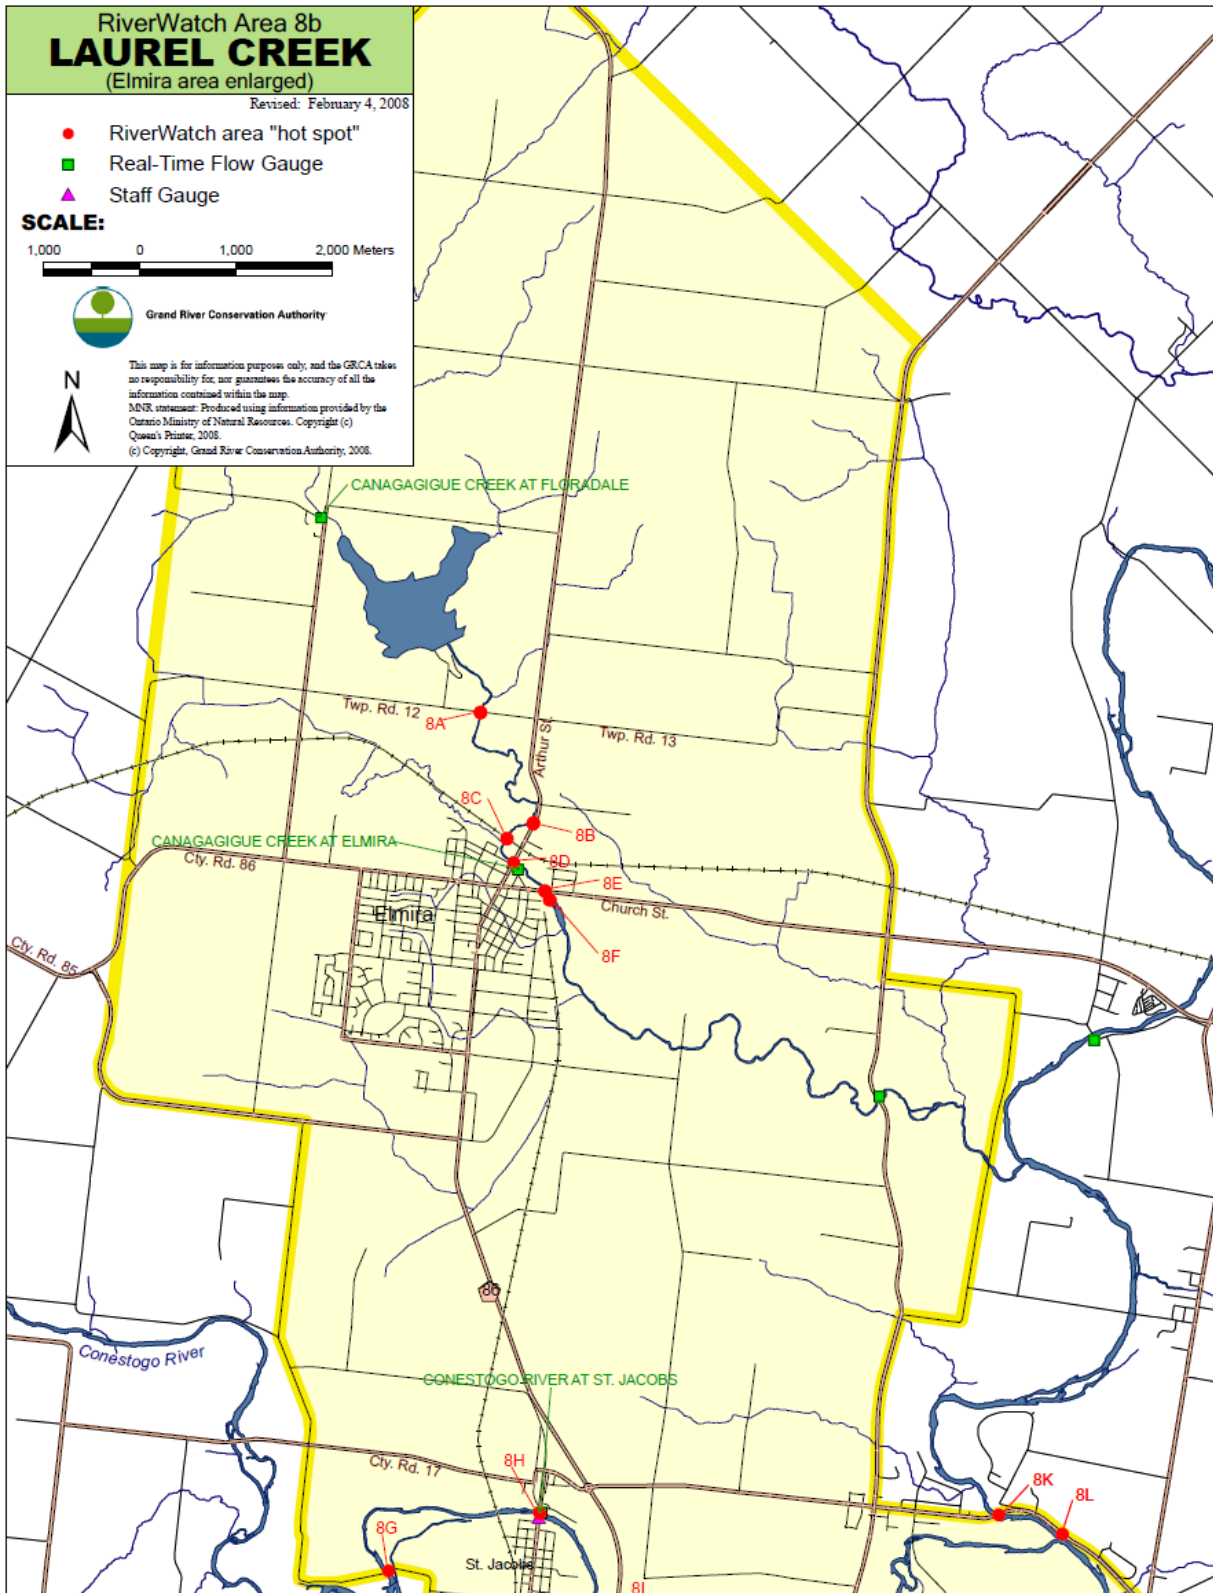 RiverWatch Area 8b
LAUREL CREEK
(Elmira area enlarged)
Revised: February 4, 2008
RiverWatch area "hot spot"
Real-Time Flow Gauge
Staff Gauge
SCALE:
1,000 0 1,000 2,000 Meters
Grand River Conservation Authority
This map is for information purposes only, and the GRCA takes
no responsibility for, nor guarantees the accuracy of all the
information contained within the map.
MNR statement: Produced using information provided by the
Ontario Ministry of Natural Resources. Copyright (c)
Queen's Printer, 2008.
(c) Copyright, Grand River Conservation Authority, 2008.
N
CANAGAGIGUE CREEK AT FLORADALE
Twp. Rd. 12
8A
Arthur St.
Twp. Rd. 13
8C
8B
CANAGAGIGUE CREEK AT ELMIRA
8D
Cty. Rd. 86
8E
Elmira
Church St.
Cty. Rd. 85
8F
86
Conestogo River
CONESTOGO RIVER AT ST. JACOBS
Cty. Rd. 17
8H
8K
8L
8G
St. Jacobs